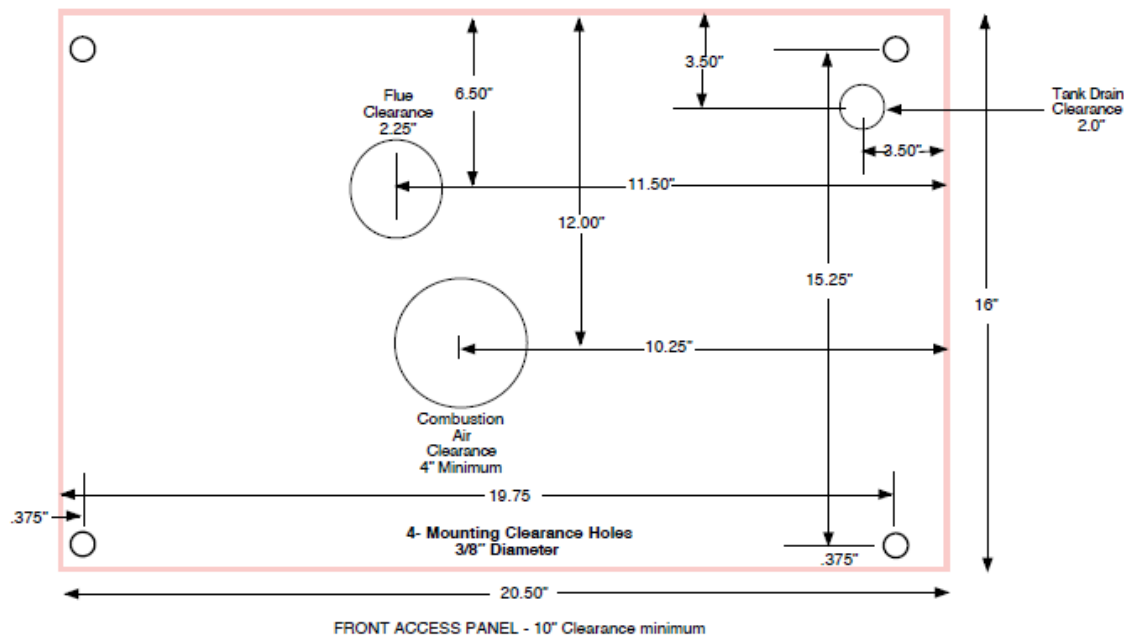 6.50"
3.50"
Flue
Clearance
2.25"
Tank Drain
Clearance
2.0"
3.50"
11.50"
12.00"
15.25"
16"
10.25"
Combustion
Air
Clearance
4" Minimum
19.75
.375"
4- Mounting Clearance Holes
3/8" Diameter
.375"
20.50"
FRONT ACCESS PANEL - 10" Clearance minimum